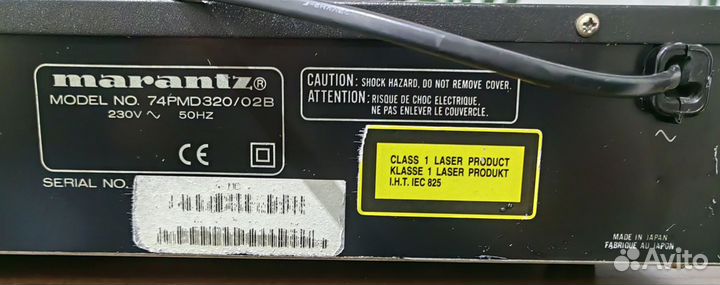 marantz®
MODEL NO. 74PMD320/02B
230V ~ 50HZ
CE
SERIAL NO.
CAUTION: SHOCK HAZARD, DO NOT REMOVE COVER.
ATTENTION: RISQUE DE CHOC ELECTRIQUE,
NE PAS ENLEVER LE COUVERCLE.
CLASS 1 LASER PRODUCT
KLASSE 1 LASER PRODUKT
I.H.T. IEC 825
~
MADE IN JAPAN
FABRIQUE AU JAPON
Avito